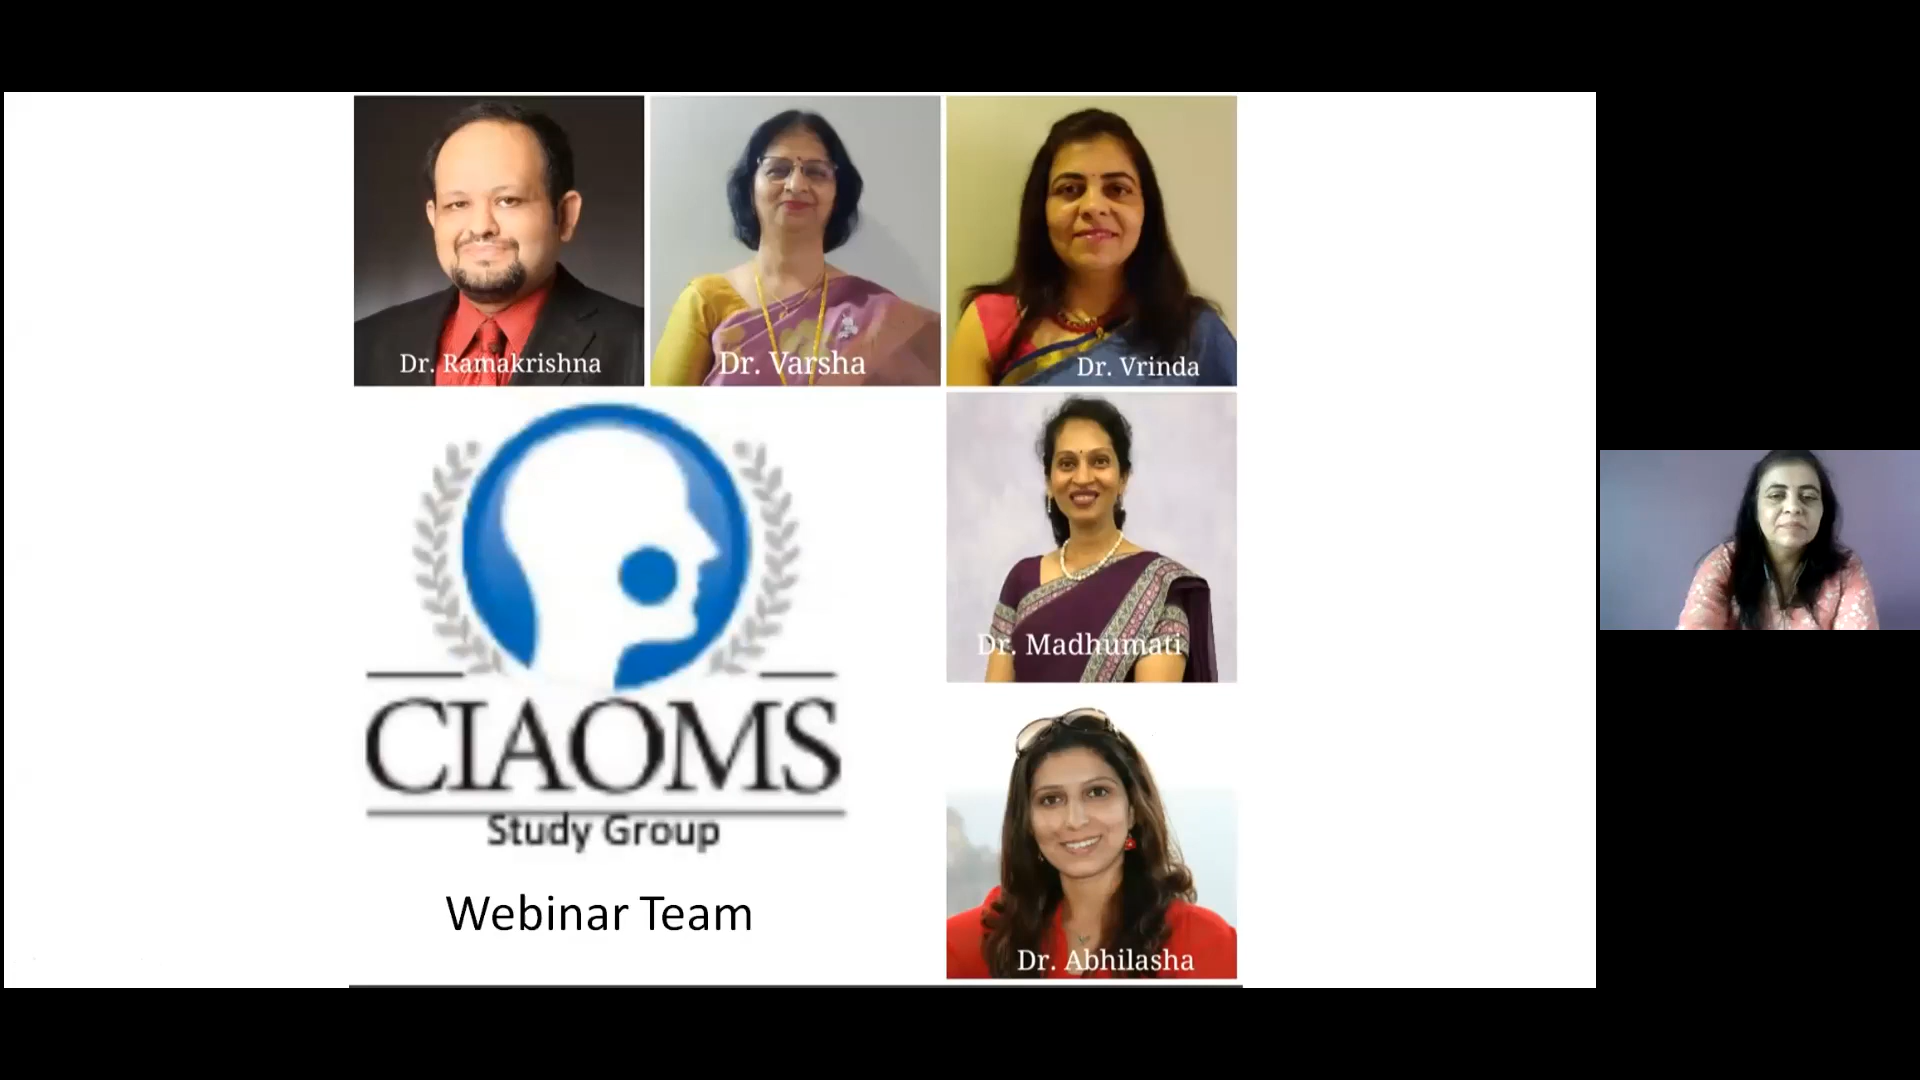 Dr. Ramakrishna
Dr. Varsha
Dr. Vrinda
Dr. Madhumati
CIAOMS
Study Group
Webinar Team
Dr. Abhilasha